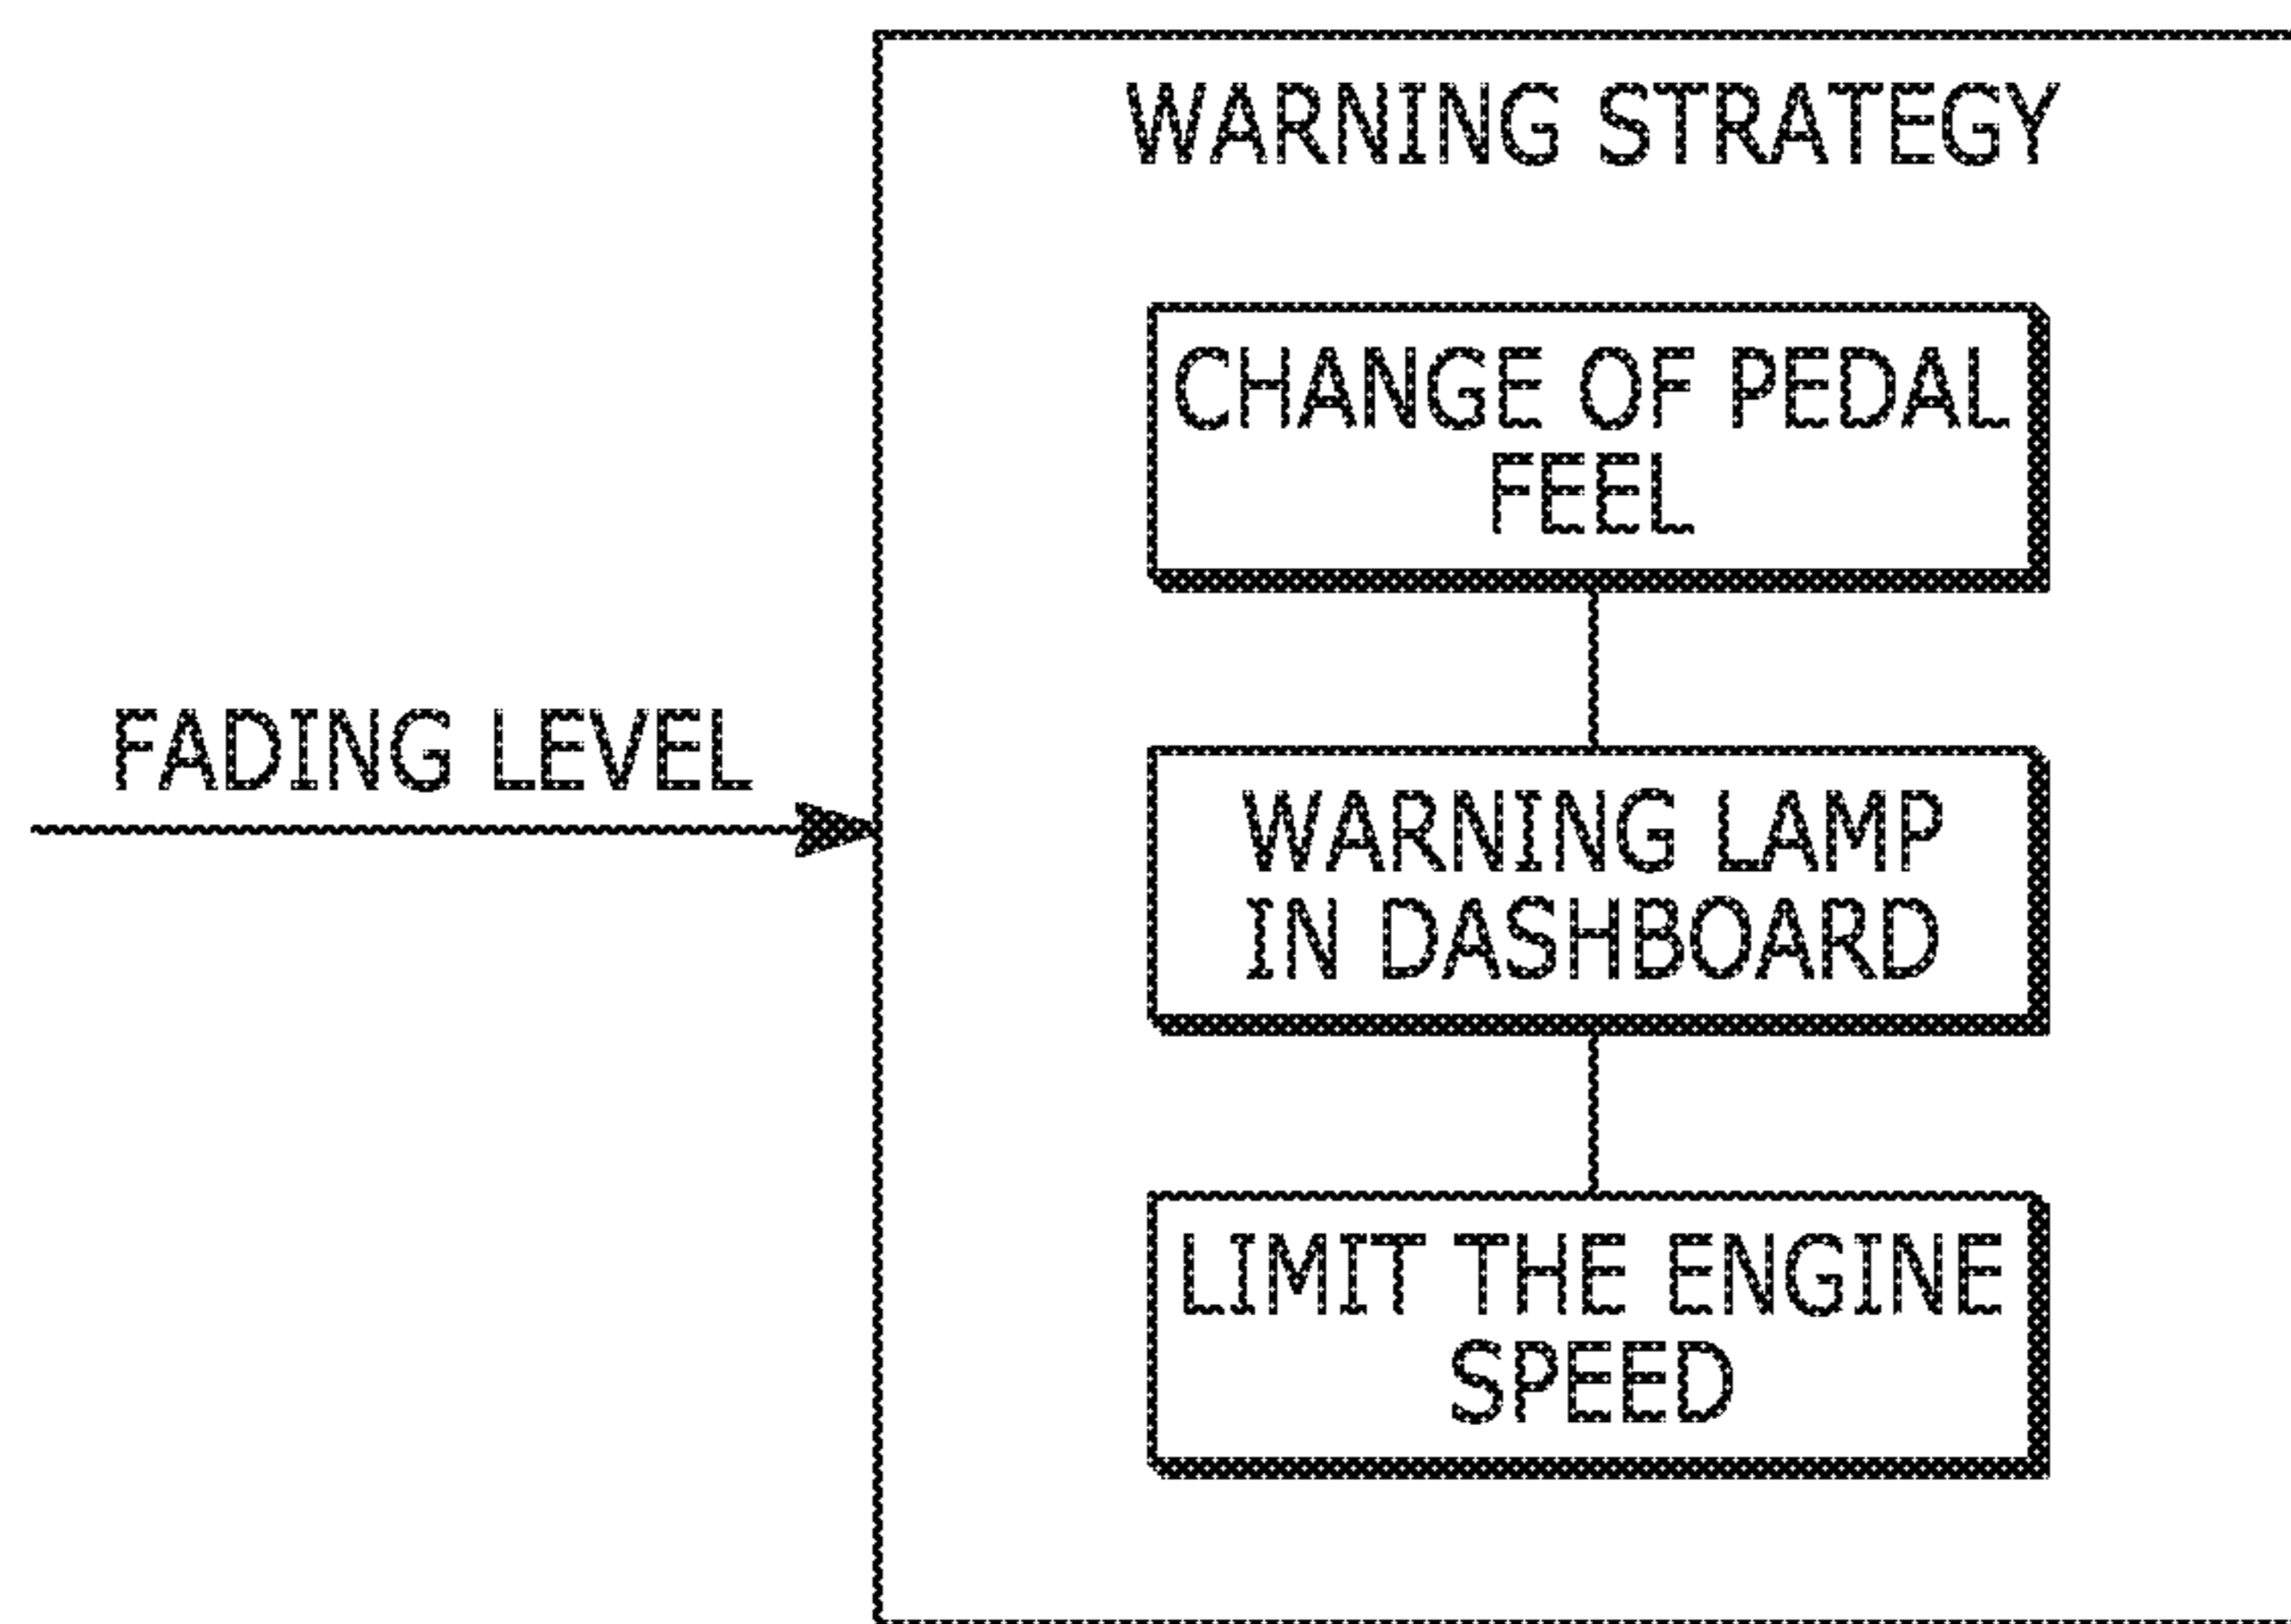 WARNING STRATEGY
CHANGE OF PEDAL
FEEL
FADING LEVEL
WARNING LAMP
IN DASHBOARD
LIMIT THE ENGINE
SPEED